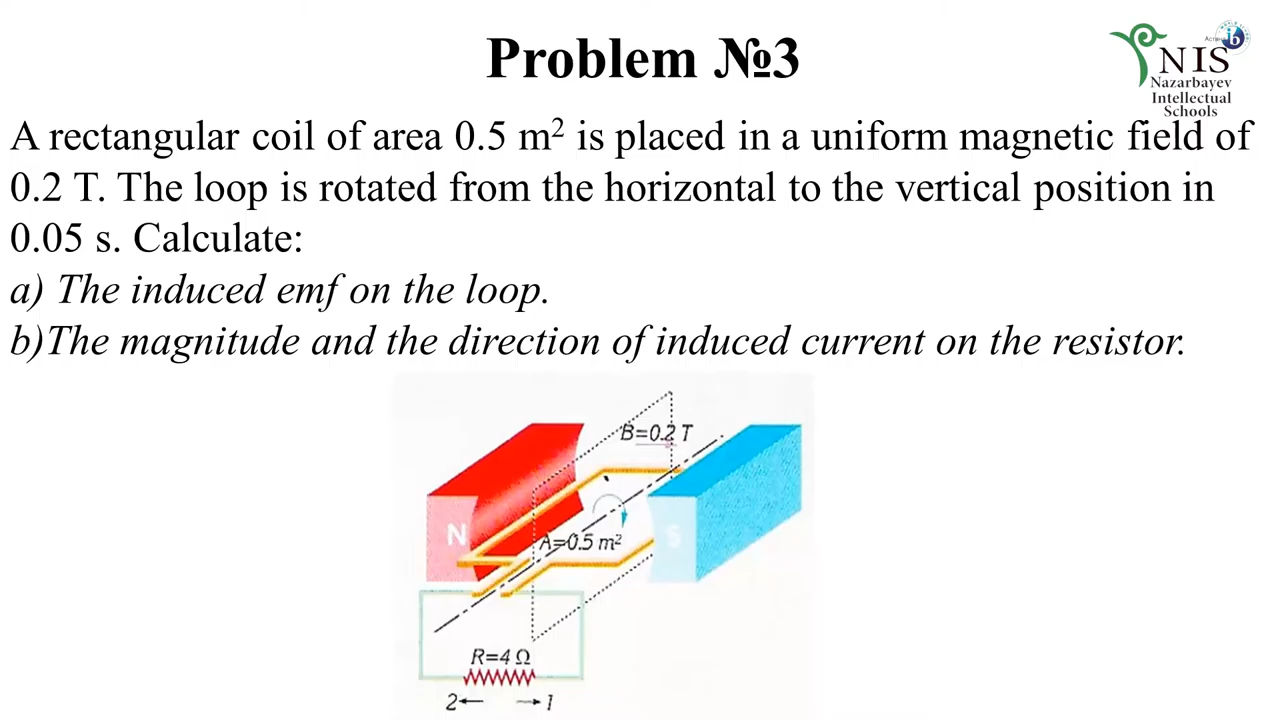 Problem №3
NIS
Nazarbayev
Intellectual
Schools
A rectangular coil of area 0.5 m² is placed in a uniform magnetic field of
0.2 T. The loop is rotated from the horizontal to the vertical position in
0.05 s. Calculate:
a) The induced emf on the loop.
b)The magnitude and the direction of induced current on the resistor.
B=0.2 T
N
S
A=0.5 m²
R=4 Ω
2← →1